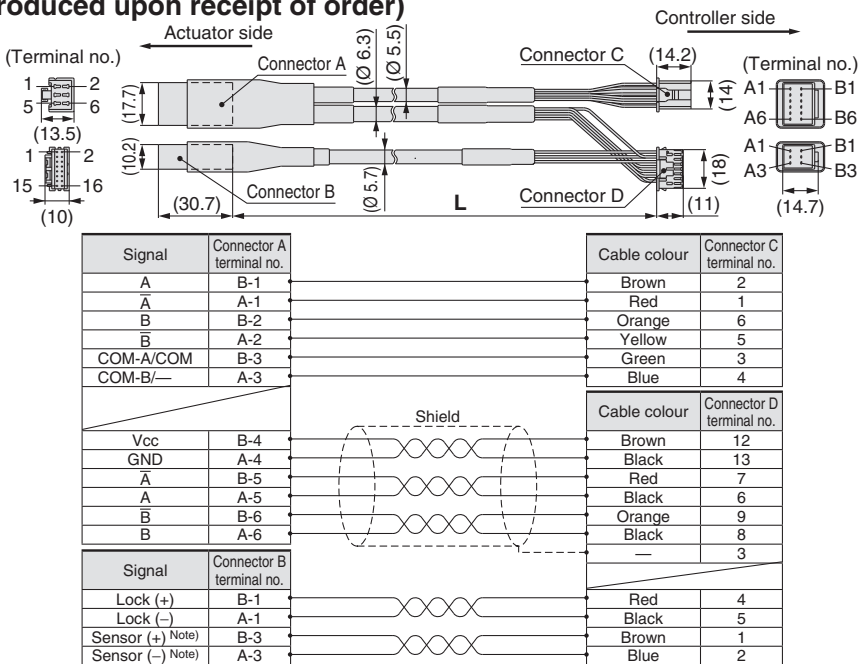 roduced upon receipt of order)
Actuator side
Controller side
(Terminal no.)
Connector A
(Ø 6.3)
(Ø 5.5)
Connector C
(14.2)
(Terminal no.)
1
2
5
6
(13.5)
(17.7)
(14)
A1
B1
A6
B6
1
2
15
16
(10)
(10.2)
(30.7)
Connector B
(Ø 5.7)
L
Connector D
(18)
(11)
A1
B1
A3
B3
(14.7)
Signal Connector A terminal no.
Cable colour Connector C terminal no.
A B-1 Brown 2
A̅ A-1 Red 1
B B-2 Orange 6
B̅ A-2 Yellow 5
COM-A/COM B-3 Green 3
COM-B/— A-3 Blue 4
Shield
Cable colour Connector D terminal no.
Vcc B-4 Brown 12
GND A-4 Black 13
A̅ B-5 Red 7
A A-5 Black 6
B̅ B-6 Orange 9
B A-6 Black 8
— 3
Signal Connector B terminal no.
Lock (+) B-1 Red 4
Lock (–) A-1 Black 5
Sensor (+) Note) B-3 Brown 1
Sensor (–) Note) A-3 Blue 2